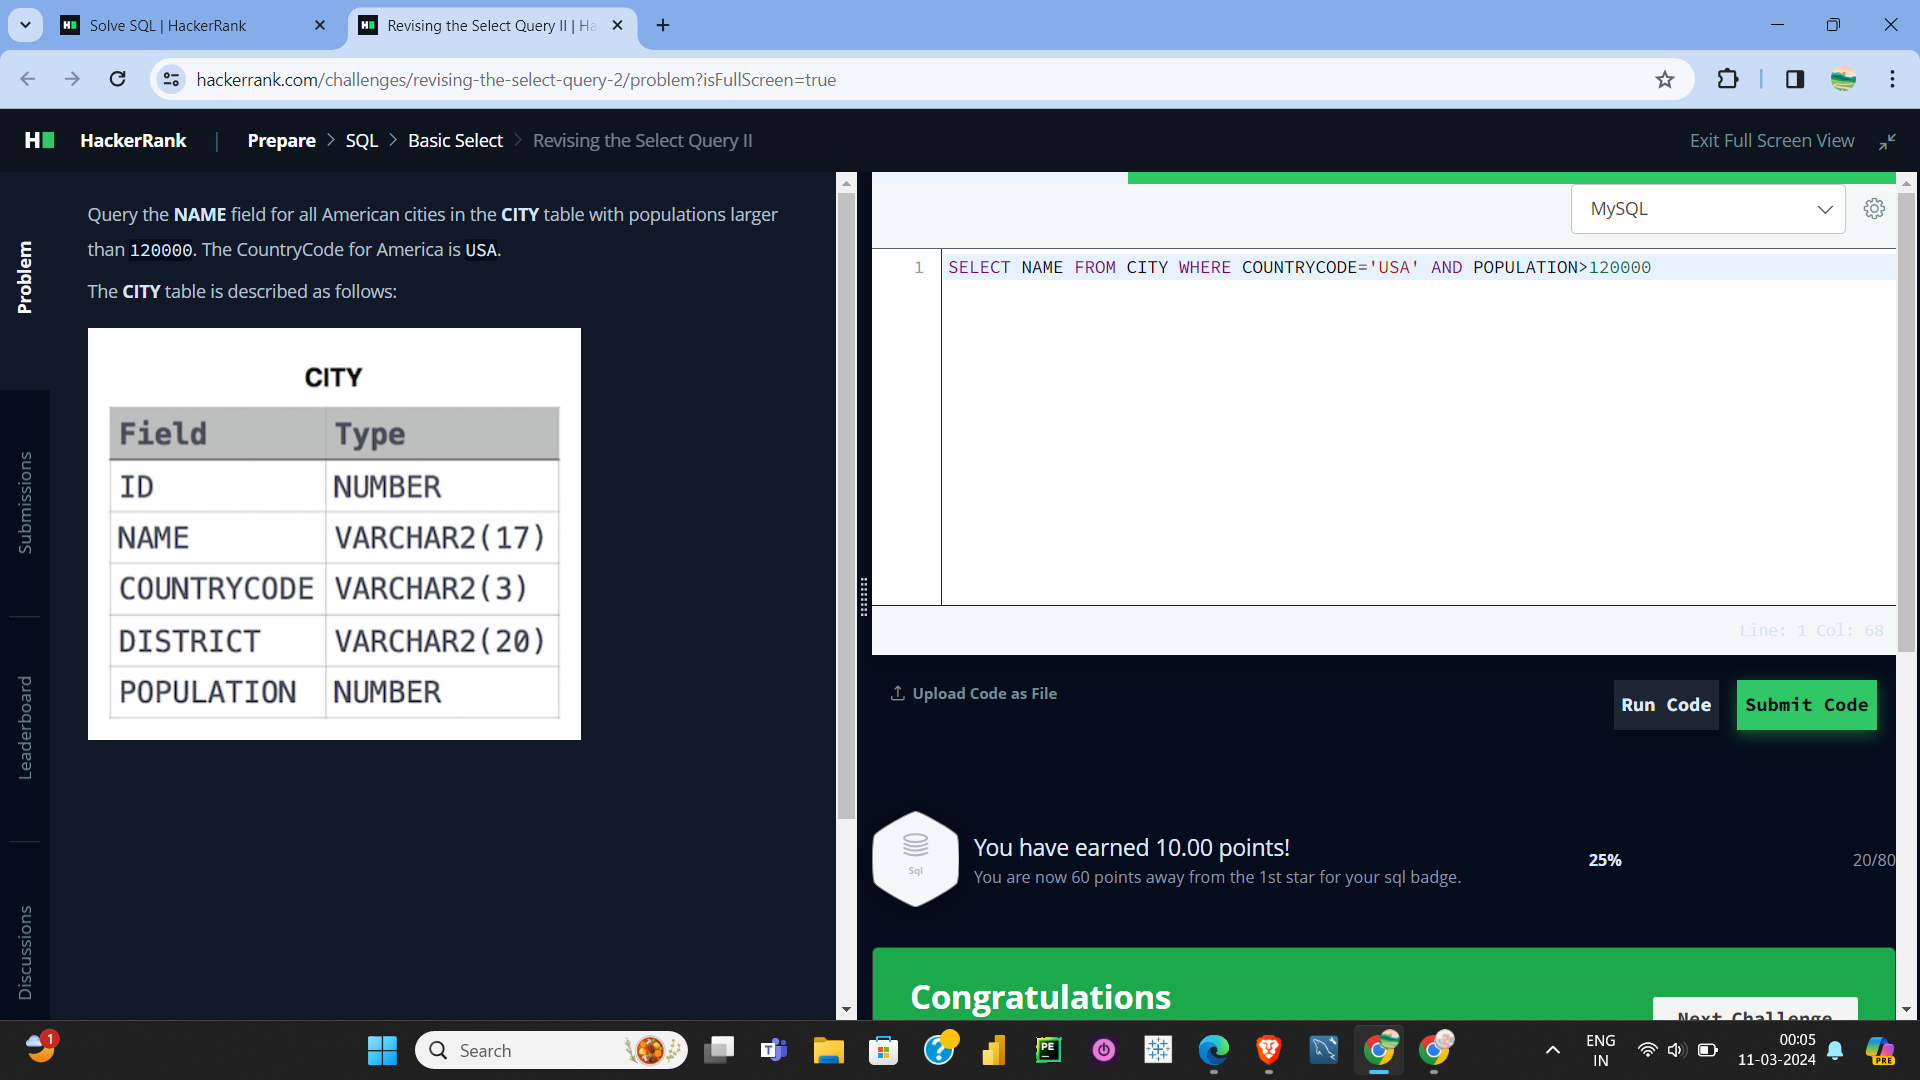 Solve SQL | HackerRank
Revising the Select Query II | Ha
hackerrank.com/challenges/revising-the-select-query-2/problem?isFullScreen=true
H
HackerRank | Prepare > SQL > Basic Select > Revising the Select Query II
Exit Full Screen View
Problem
Submissions
Leaderboard
Discussions
Query the NAME field for all American cities in the CITY table with populations larger
than 120000. The CountryCode for America is USA.
The CITY table is described as follows:
CITY
Field Type
ID NUMBER
NAME VARCHAR2(17)
COUNTRYCODE VARCHAR2(3)
DISTRICT VARCHAR2(20)
POPULATION NUMBER
MySQL
1 SELECT NAME FROM CITY WHERE COUNTRYCODE='USA' AND POPULATION>120000
Line: 1 Col: 68
Upload Code as File
Run Code
Submit Code
Sql
You have earned 10.00 points!
You are now 60 points away from the 1st star for your sql badge.
25%
20/80
Congratulations
Next Challenge
1
Search
ENG
IN
00:05
11-03-2024
PRE